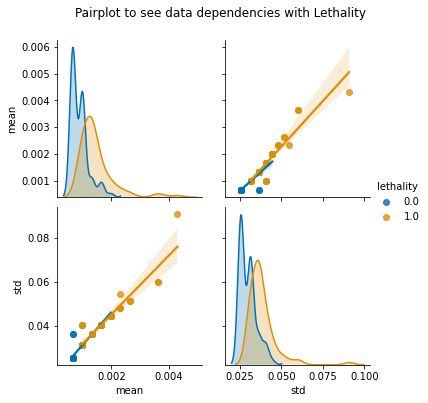 Pairplot to see data dependencies with Lethality
0.006
0.005
0.004
0.003
0.002
0.001
mean
lethality
0.0
1.0
0.08
0.06
0.04
std
0.002
0.004
mean
0.025
0.050
0.075
0.100
std